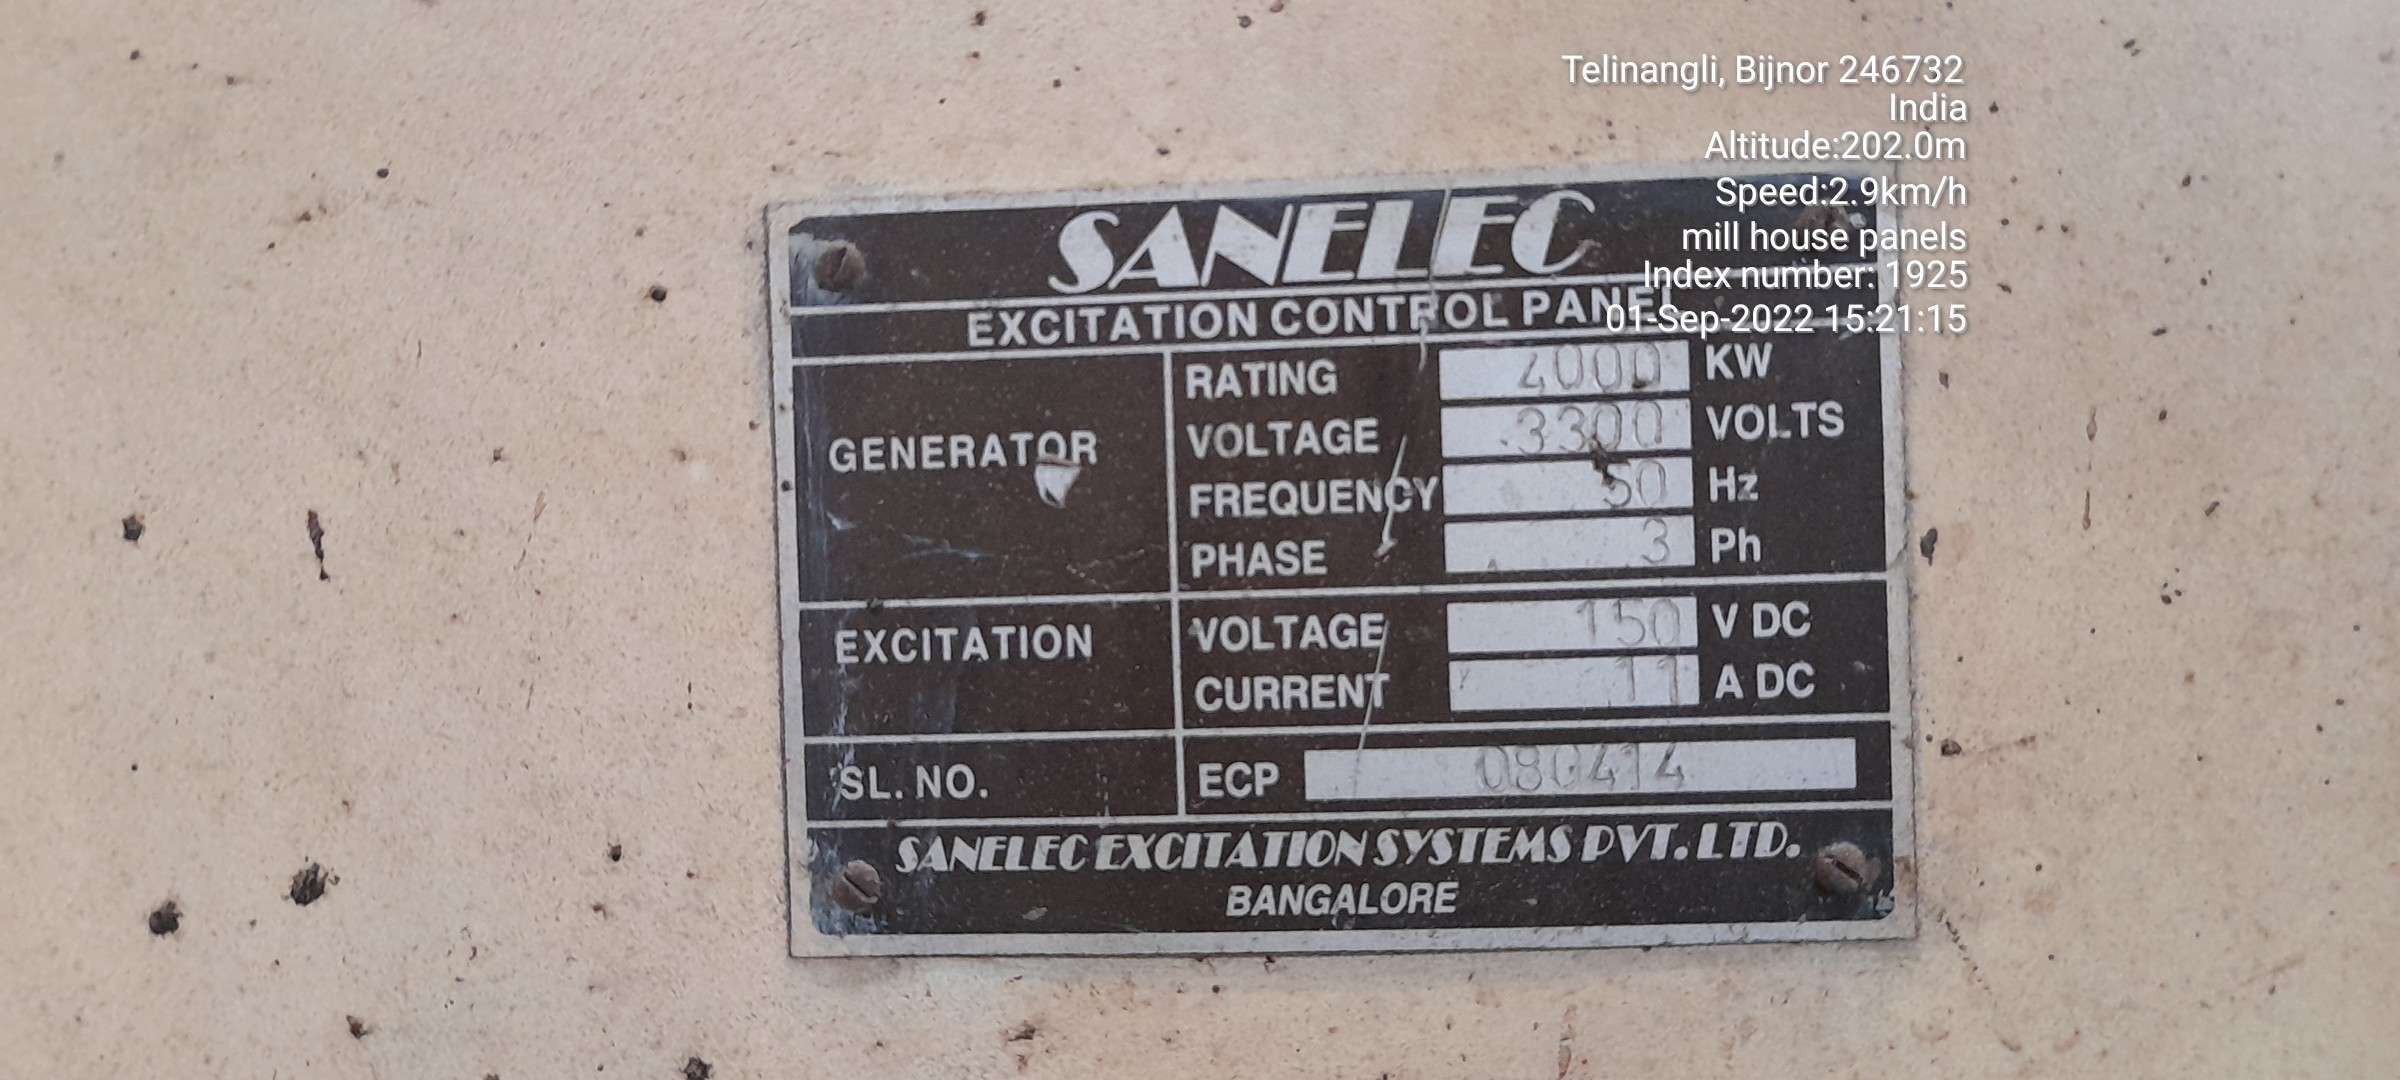 Telinangli, Bijnor 246732
India
Altitude:202.0m
Speed:2.9km/h
mill house panels
Index number: 1925
01-Sep-2022 15:21:15
SANELEC
EXCITATION CONTROL PANEL
GENERATOR
RATING 4000 KW
VOLTAGE 3300 VOLTS
FREQUENCY 50 Hz
PHASE 3 Ph
EXCITATION
VOLTAGE 150 V DC
CURRENT 11 A DC
SL. NO. ECP 080414
SANELEC EXCITATION SYSTEMS PVT. LTD.
BANGALORE